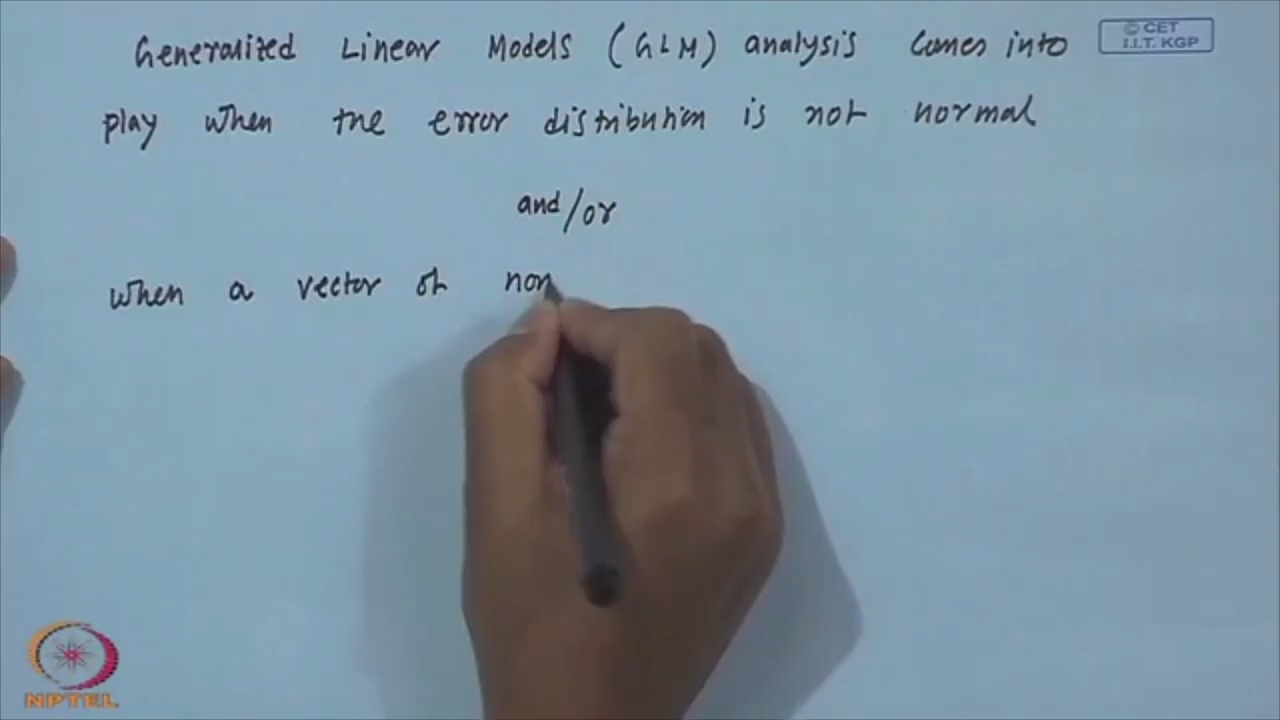 Generalized Linear Models (GLM) analysis comes into
© CET
I.I.T. KGP
play when the error distribution is not normal
and/or
when a vector of non
NPTEL